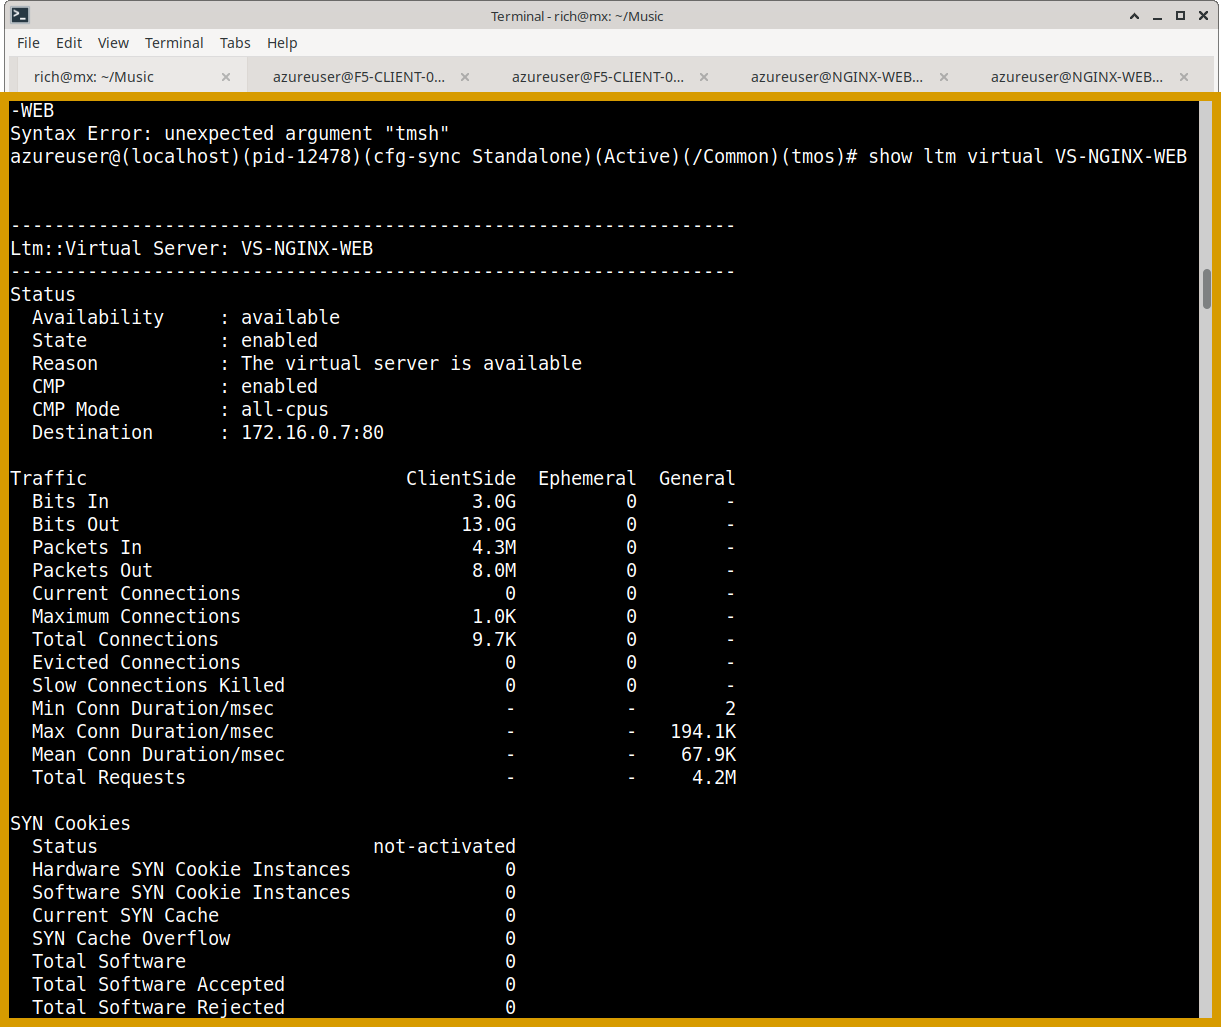 Terminal - rich@mx: ~/Music
File Edit View Terminal Tabs Help
rich@mx: ~/Music × azureuser@F5-CLIENT-0... × azureuser@F5-CLIENT-0... × azureuser@NGINX-WEB... × azureuser@NGINX-WEB... ×
-WEB
Syntax Error: unexpected argument "tmsh"
azureuser@(localhost)(pid-12478)(cfg-sync Standalone)(Active)(/Common)(tmos)# show ltm virtual VS-NGINX-WEB
------------------------------------------------------------------
Ltm::Virtual Server: VS-NGINX-WEB
------------------------------------------------------------------
Status
  Availability     : available
  State            : enabled
  Reason           : The virtual server is available
  CMP              : enabled
  CMP Mode         : all-cpus
  Destination      : 172.16.0.7:80
Traffic                             ClientSide  Ephemeral  General
  Bits In                                 3.0G          0        -
  Bits Out                               13.0G          0        -
  Packets In                              4.3M          0        -
  Packets Out                             8.0M          0        -
  Current Connections                        0          0        -
  Maximum Connections                     1.0K          0        -
  Total Connections                       9.7K          0        -
  Evicted Connections                        0          0        -
  Slow Connections Killed                    0          0        -
  Min Conn Duration/msec                     -          -        2
  Max Conn Duration/msec                     -          -   194.1K
  Mean Conn Duration/msec                    -          -    67.9K
  Total Requests                             -          -     4.2M
SYN Cookies
  Status                         not-activated
  Hardware SYN Cookie Instances              0
  Software SYN Cookie Instances              0
  Current SYN Cache                          0
  SYN Cache Overflow                         0
  Total Software                             0
  Total Software Accepted                    0
  Total Software Rejected                    0